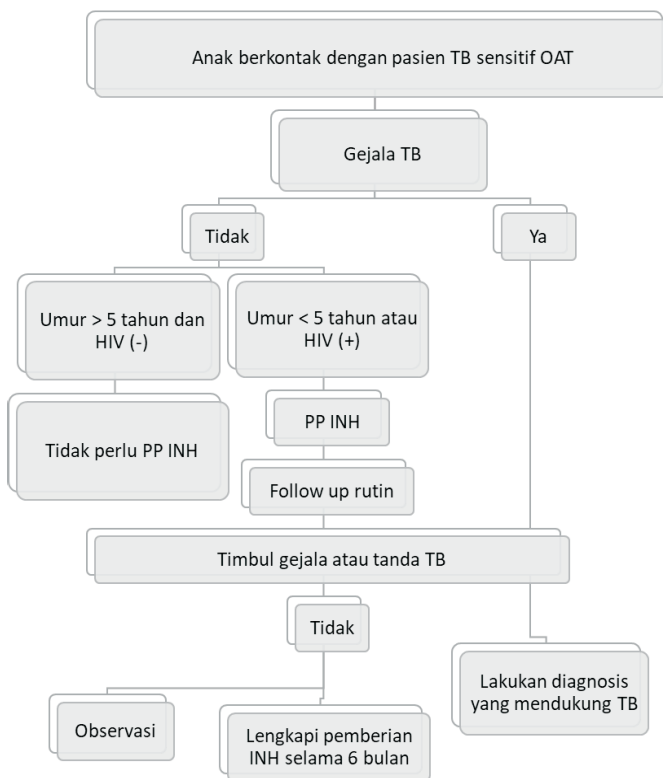 Anak berkontak dengan pasien TB sensitif OAT
Gejala TB
Tidak
Ya
Umur > 5 tahun dan
HIV (-)
Umur < 5 tahun atau
HIV (+)
Tidak perlu PP INH
PP INH
Follow up rutin
Timbul gejala atau tanda TB
Tidak
Lakukan diagnosis
yang mendukung TB
Observasi
Lengkapi pemberian
INH selama 6 bulan